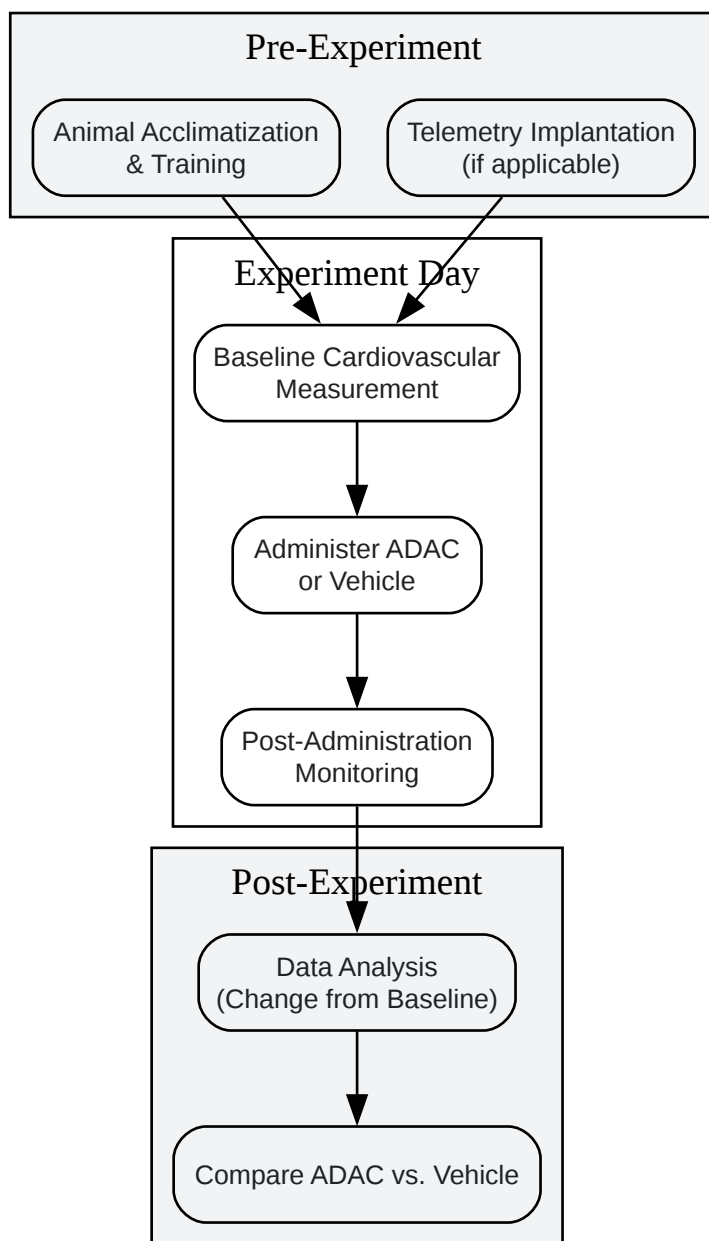 Pre-Experiment
Animal Acclimatization
& Training
Telemetry Implantation
(if applicable)
Experiment Day
Baseline Cardiovascular
Measurement
Administer ADAC
or Vehicle
Post-Administration
Monitoring
Post-Experiment
Data Analysis
(Change from Baseline)
Compare ADAC vs. Vehicle